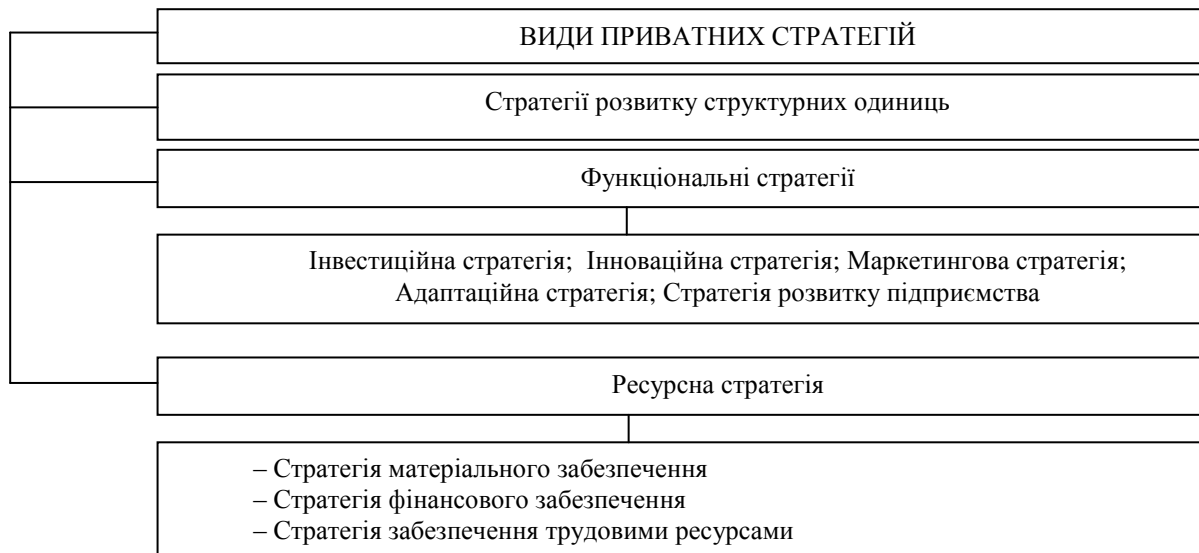 ВИДИ ПРИВАТНИХ СТРАТЕГІЙ
Стратегії розвитку структурних одиниць
Функціональні стратегії
Інвестиційна стратегія; Інноваційна стратегія; Маркетингова стратегія;
Адаптаційна стратегія; Стратегія розвитку підприємства
Ресурсна стратегія
– Стратегія матеріального забезпечення
– Стратегія фінансового забезпечення
– Стратегія забезпечення трудовими ресурсами